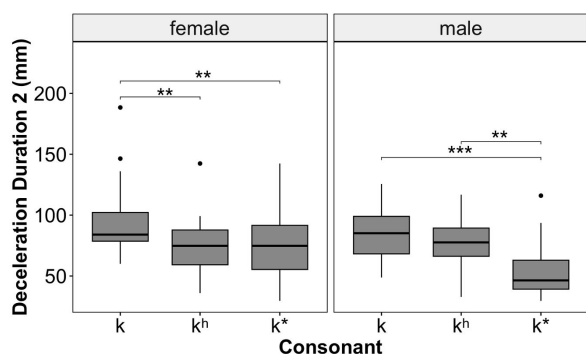 female male
Deceleration Duration 2 (mm)
200
150
100
50
**
**
**
***
k kʰ k* k kʰ k*
Consonant